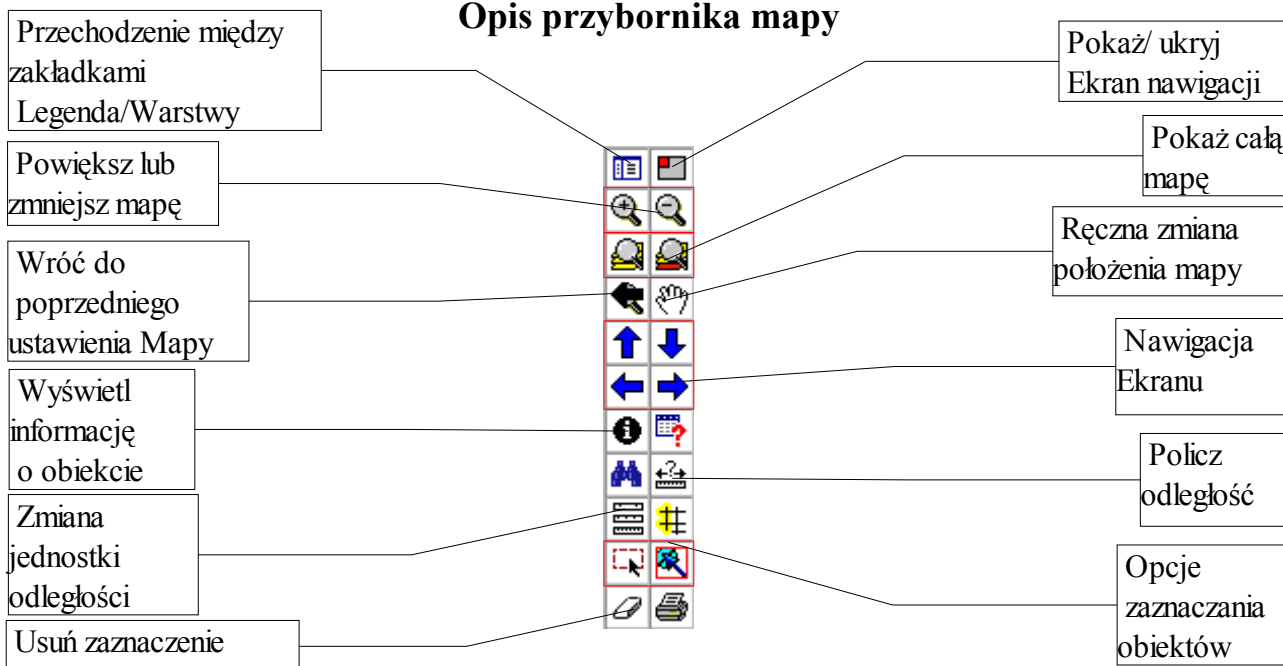 Opis przybornika mapy
Przechodzenie między
zakładkami
Legenda/Warstwy
Powiększ lub
zmniejsz mapę
Wróć do
poprzedniego
ustawienia Mapy
Wyświetl
informację
o obiekcie
Zmiana
jednostki
odległości
Usuń zaznaczenie
Pokaż/ ukryj
Ekran nawigacji
Pokaż całą
mapę
Ręczna zmiana
położenia mapy
Nawigacja
Ekranu
Policz
odległość
Opcje
zaznaczania
obiektów